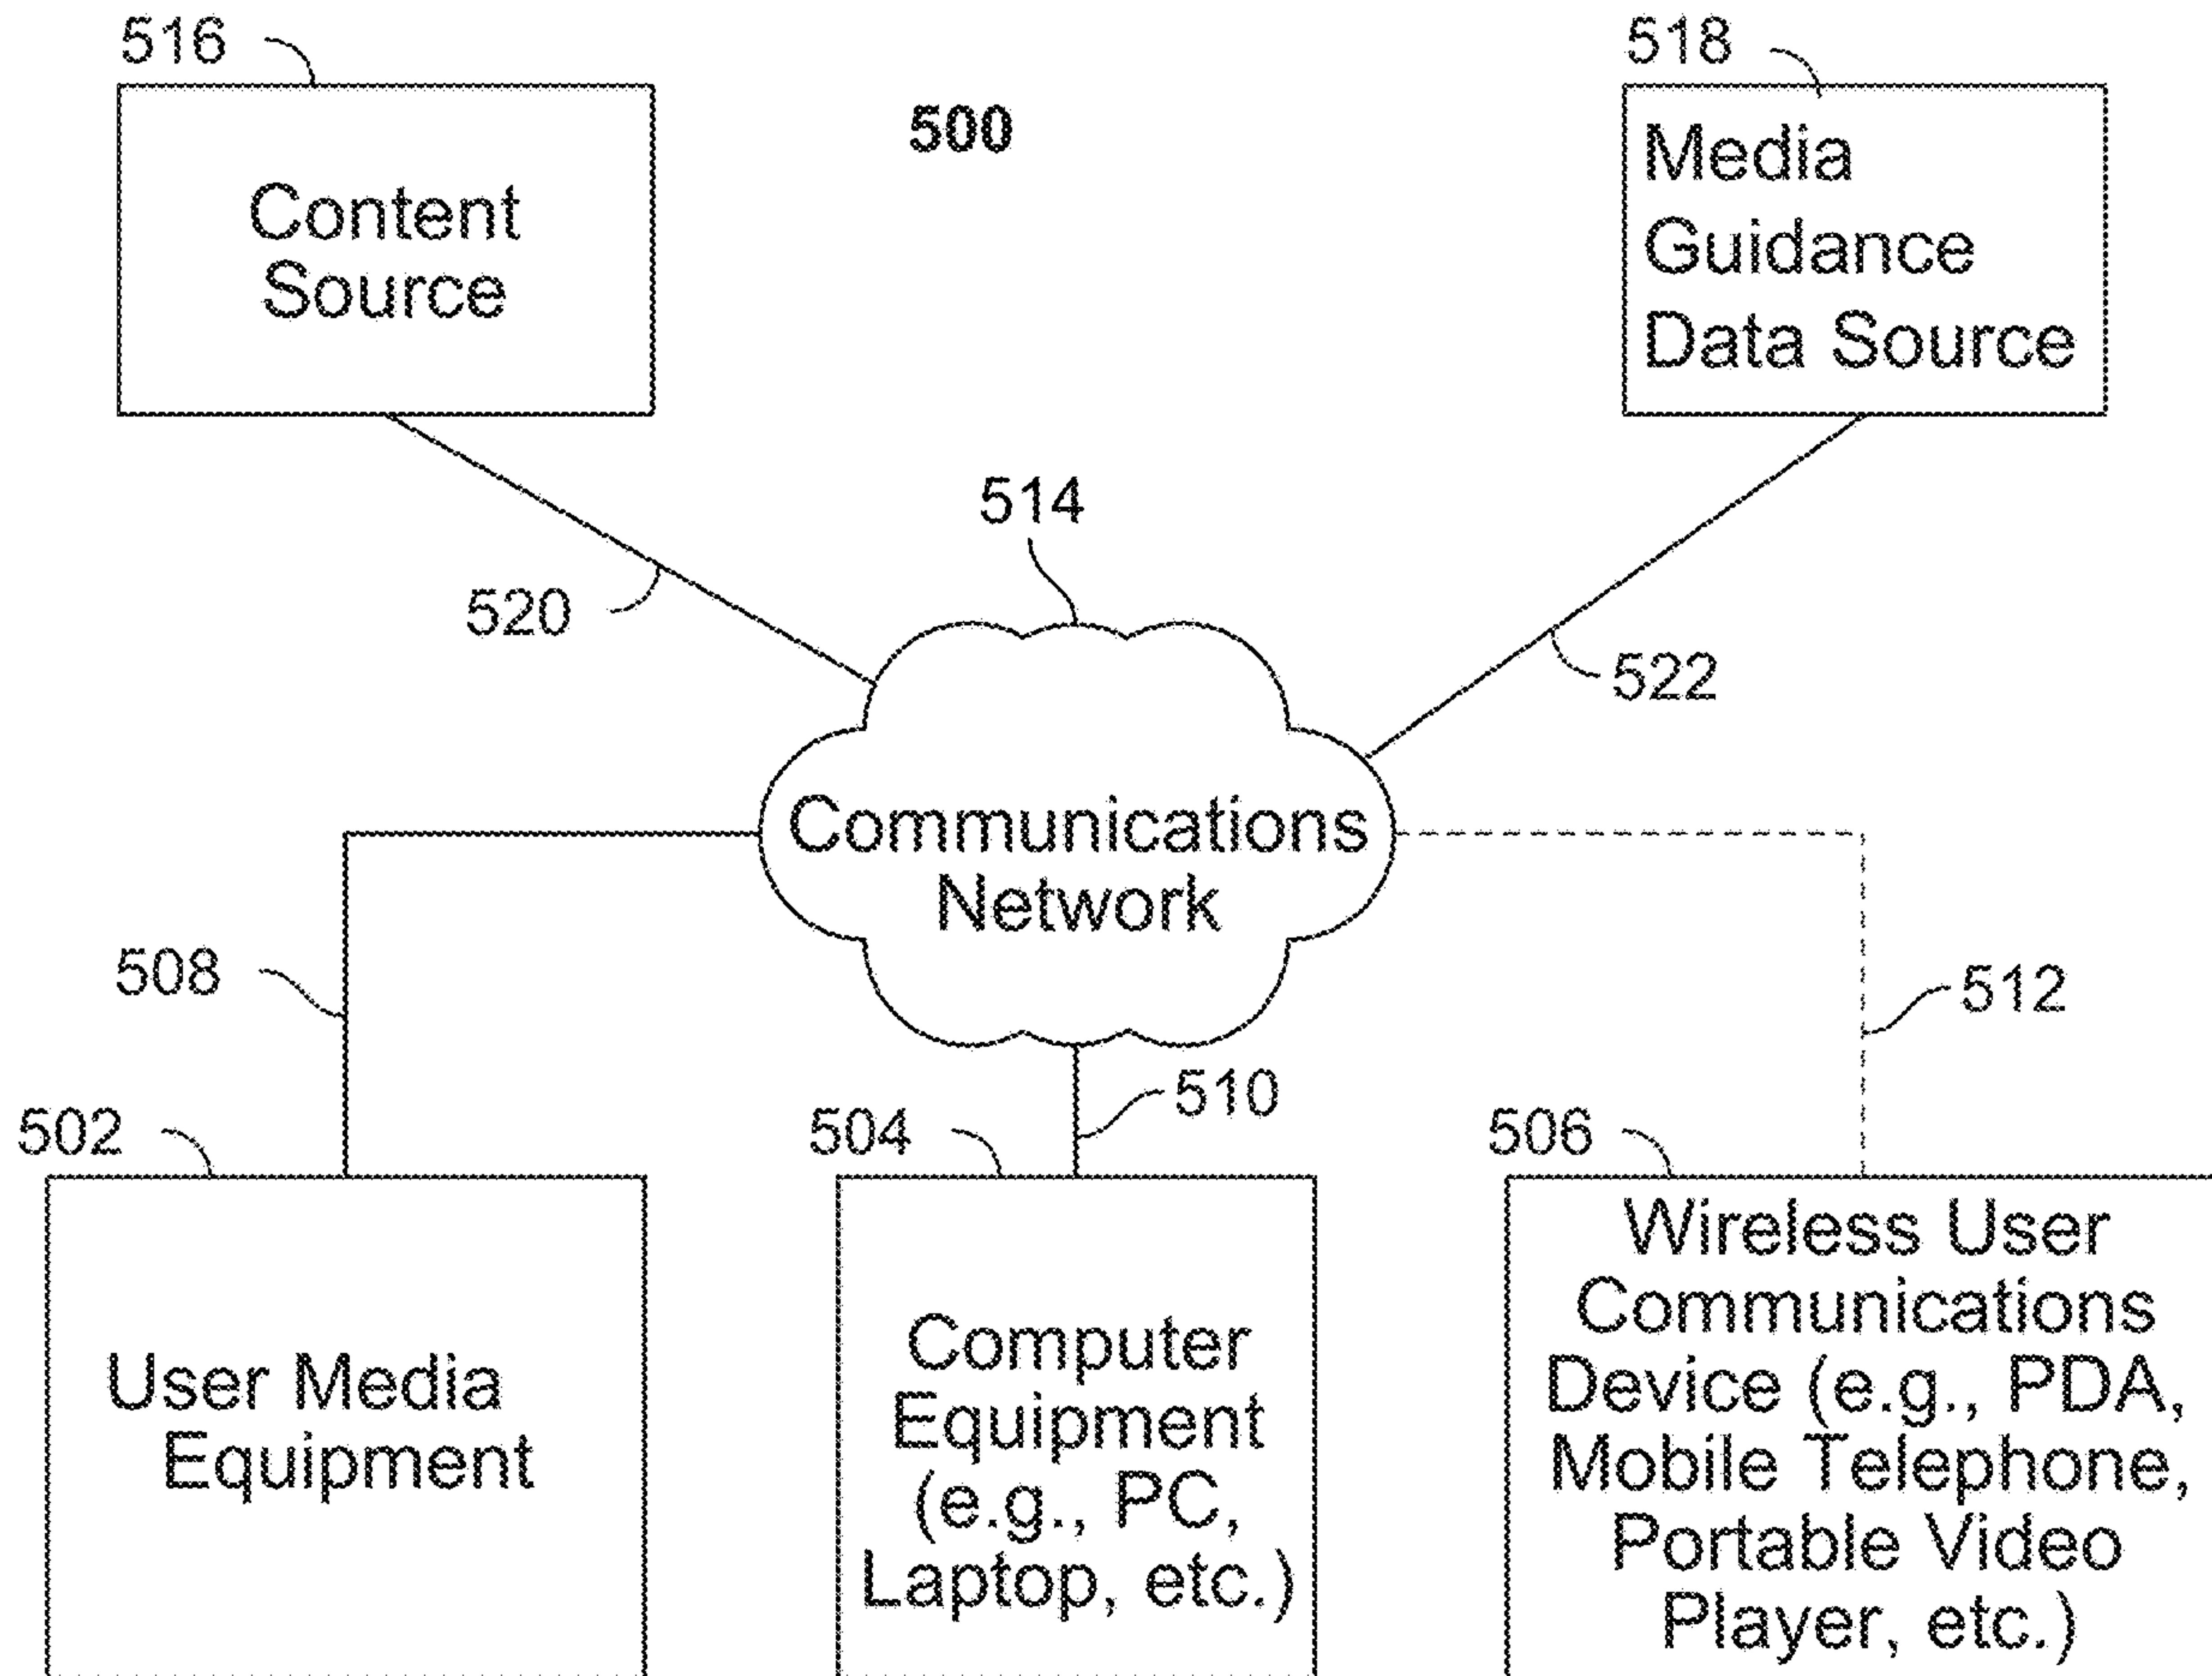 516
518
500
Content
Source
Media
Guidance
Data Source
514
520
522
Communications
Network
508
512
510
502
504
506
User Media
Equipment
Computer
Equipment
(e.g., PC,
Laptop, etc.)
Wireless User
Communications
Device (e.g., PDA,
Mobile Telephone,
Portable Video
Player, etc.)